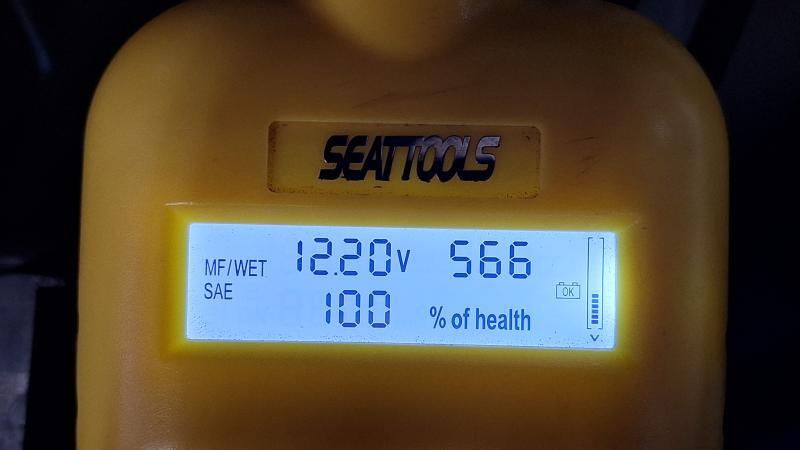 SEATTOOLS
MF/WET 12.20V 566
SAE 100 % of health
OK